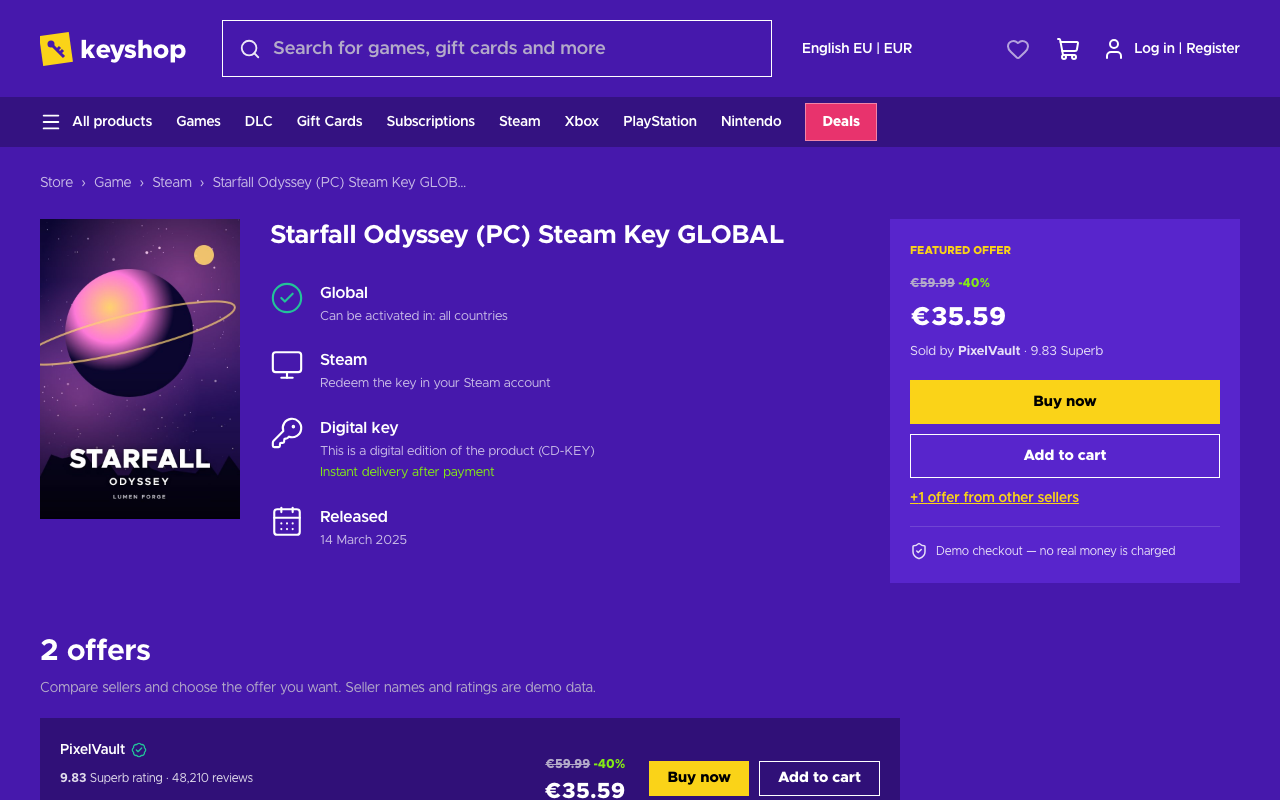 keyshop
Search for games, gift cards and more
English EU | EUR
Log in | Register
All products
Games
DLC
Gift Cards
Subscriptions
Steam
Xbox
PlayStation
Nintendo
Deals
Store › Game › Steam › Starfall Odyssey (PC) Steam Key GLOB...
STARFALL
ODYSSEY
LUMEN FORGE
Starfall Odyssey (PC) Steam Key GLOBAL
Global
Can be activated in: all countries
Steam
Redeem the key in your Steam account
Digital key
This is a digital edition of the product (CD-KEY)
Instant delivery after payment
Released
14 March 2025
FEATURED OFFER
€59.99 -40%
€35.59
Sold by PixelVault · 9.83 Superb
Buy now
Add to cart
+1 offer from other sellers
Demo checkout — no real money is charged
2 offers
Compare sellers and choose the offer you want. Seller names and ratings are demo data.
PixelVault
9.83 Superb rating · 48,210 reviews
€59.99 -40%
€35.59
Buy now
Add to cart